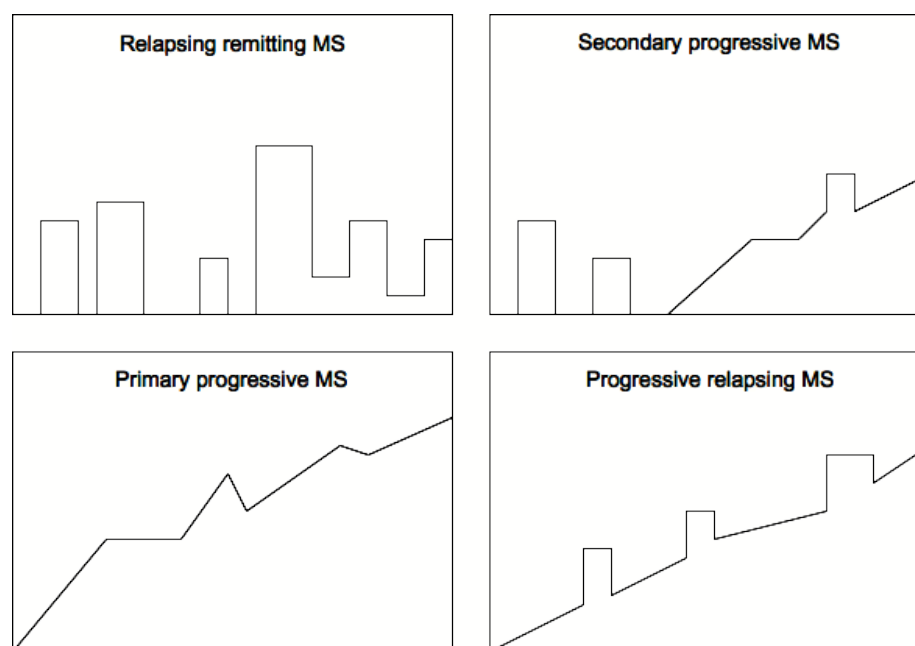 Relapsing remitting MS
Secondary progressive MS
Primary progressive MS
Progressive relapsing MS